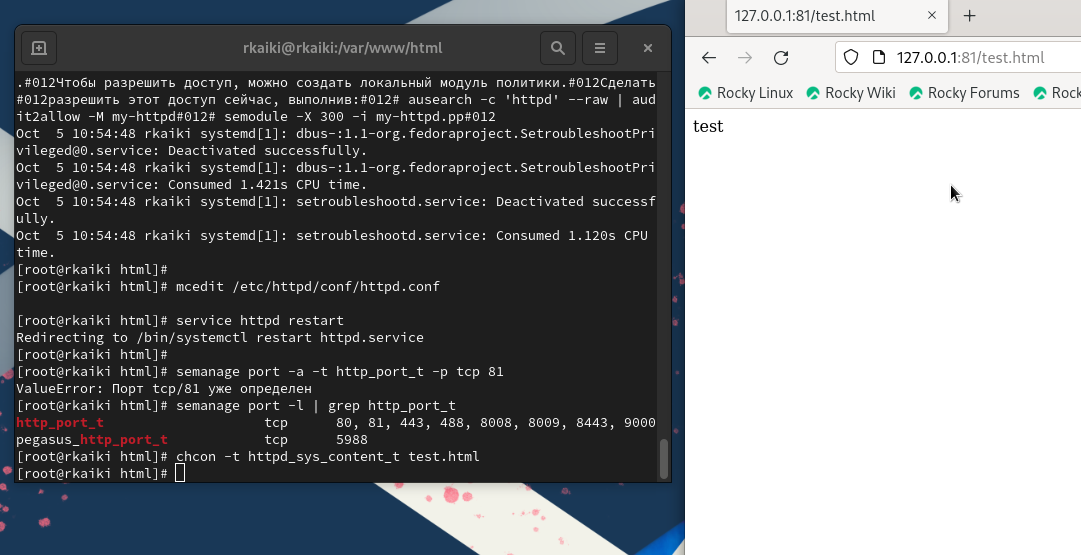 rkaiki@rkaiki:/var/www/html
.#012Чтобы разрешить доступ, можно создать локальный модуль политики.#012Сделать
#012разрешить этот доступ сейчас, выполнив:#012# ausearch -c 'httpd' --raw | aud
it2allow -M my-httpd#012# semodule -X 300 -i my-httpd.pp#012
Oct  5 10:54:48 rkaiki systemd[1]: dbus-:1.1-org.fedoraproject.SetroubleshootPri
vileged@0.service: Deactivated successfully.
Oct  5 10:54:48 rkaiki systemd[1]: dbus-:1.1-org.fedoraproject.SetroubleshootPri
vileged@0.service: Consumed 1.421s CPU time.
Oct  5 10:54:48 rkaiki systemd[1]: setroubleshootd.service: Deactivated successf
ully.
Oct  5 10:54:48 rkaiki systemd[1]: setroubleshootd.service: Consumed 1.120s CPU
time.
[root@rkaiki html]#
[root@rkaiki html]# mcedit /etc/httpd/conf/httpd.conf
[root@rkaiki html]# service httpd restart
Redirecting to /bin/systemctl restart httpd.service
[root@rkaiki html]#
[root@rkaiki html]# semanage port -a -t http_port_t -p tcp 81
ValueError: Порт tcp/81 уже определен
[root@rkaiki html]# semanage port -l | grep http_port_t
http_port_t                    tcp      80, 81, 443, 488, 8008, 8009, 8443, 9000
pegasus_http_port_t            tcp      5988
[root@rkaiki html]# chcon -t httpd_sys_content_t test.html
[root@rkaiki html]#
127.0.0.1:81/test.html
127.0.0.1:81/test.html
Rocky Linux Rocky Wiki Rocky Forums Rock
test